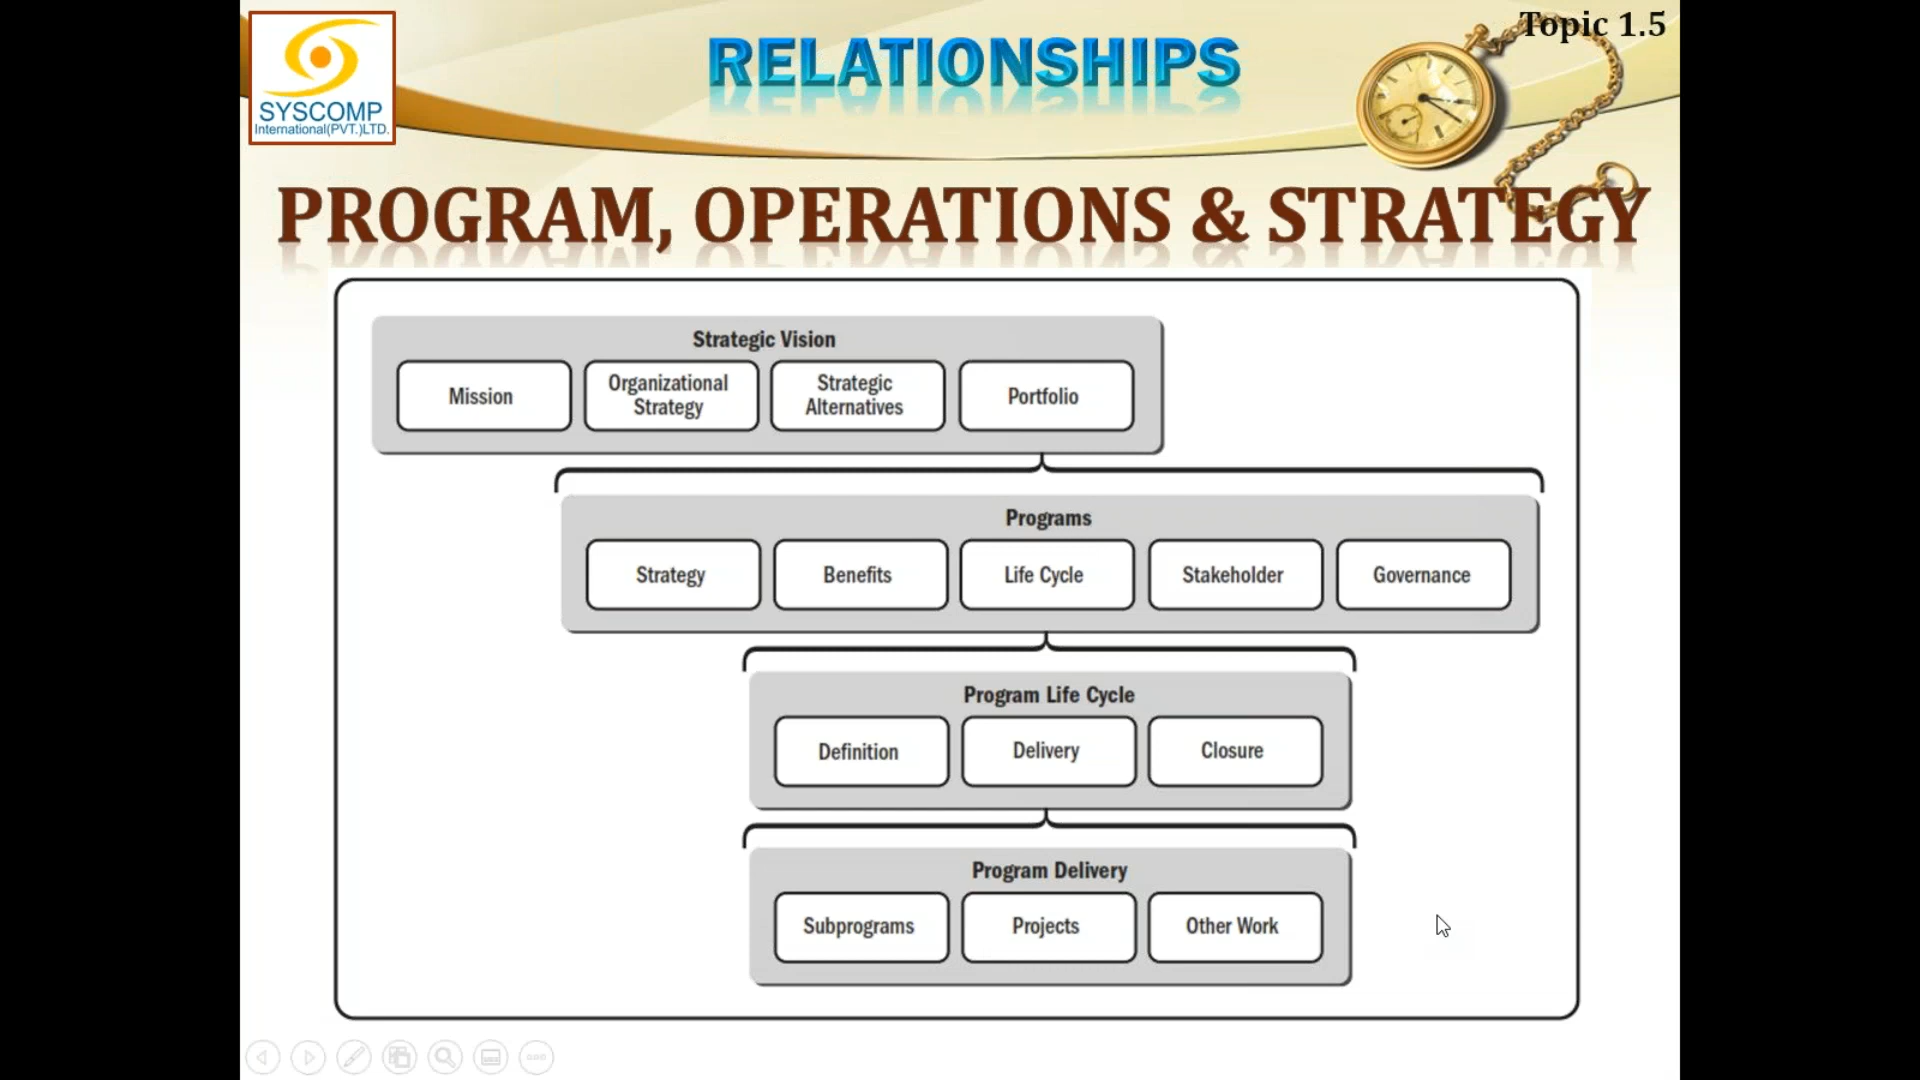 Topic 1.5
RELATIONSHIPS
SYSCOMP
International(PVT.)LTD.
PROGRAM, OPERATIONS & STRATEGY
Strategic Vision
Mission
Organizational
Strategy
Strategic
Alternatives
Portfolio
Programs
Strategy
Benefits
Life Cycle
Stakeholder
Governance
Program Life Cycle
Definition
Delivery
Closure
Program Delivery
Subprograms
Projects
Other Work